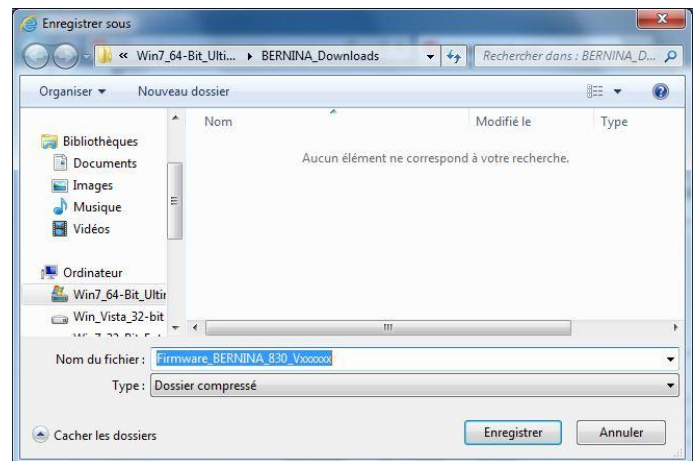 Enregistrer sous
« Win7_64-Bit_Ulti... BERNINA_Downloads Rechercher dans : BERNINA_D...
Organiser Nouveau dossier
Nom Modifié le Type
Aucun élément ne correspond à votre recherche.
Bibliothèques
Documents
Images
Musique
Vidéos
Ordinateur
Win7_64-Bit_Ultin
Win_Vista_32-bit
Nom du fichier : Firmware_BERNINA_830_Vxxxxxx
Type : Dossier compressé
Cacher les dossiers Enregistrer Annuler